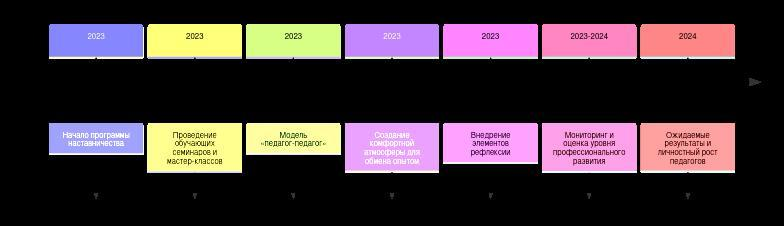 2023
2023
2023
2023
2023
2023-2024
2024
Начало программы
наставничества
Проведение
обучающих
семинаров и
мастер-классов
Модель
«педагог-педагог»
Создание
комфортной
атмосферы для
обмена опытом
Внедрение
элементов
рефлексии
Мониторинг и
оценка уровня
профессионального
развития
Ожидаемые
результаты и
личностный рост
педагогов